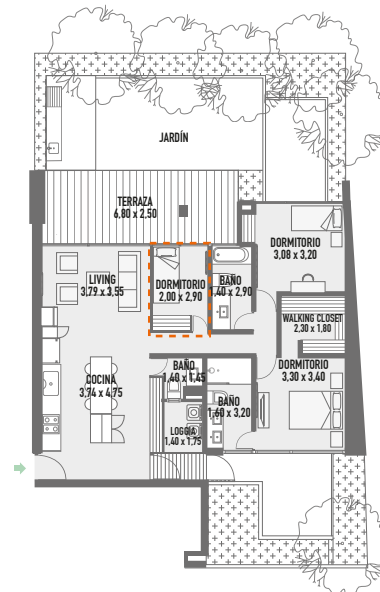 JARDÍN
TERRAZA
6,80 x 2,50
DORMITORIO
3,08 x 3,20
LIVING
3,79 x 3,55
DORMITORIO
2,00 x 2,90
BAÑO
1,40 x 2,90
WALKING CLOSET
2,30 x 1,80
BAÑO
1,40 x 1,45
DORMITORIO
3,30 x 3,40
COCINA
3,74 x 4,75
BAÑO
1,60 x 3,20
LOGGIA
1,40 x 1,75